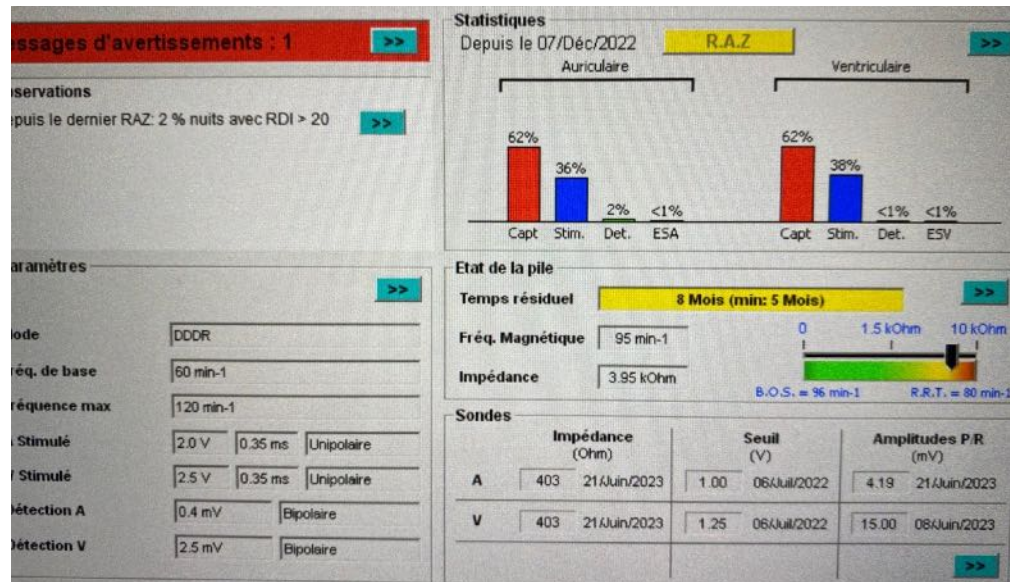 essages d'avertissements : 1 >>
servations
epuis le dernier RAZ: 2 % nuits avec RDI > 20 >>
Statistiques
Depuis le 07/Déc/2022 R.A.Z >>
Auriculaire Ventriculaire
62% 36% 2% <1% 62% 38% <1% <1%
Capt Stim. Det. ESA Capt Stim. Det. ESV
aramètres >>
ode DDDR
réq. de base 60 min-1
réquence max 120 min-1
Stimulé 2.0 V 0.35 ms Unipolaire
Stimulé 2.5 V 0.35 ms Unipolaire
étection A 0.4 mV Bipolaire
étection V 2.5 mV Bipolaire
Etat de la pile
Temps résiduel 8 Mois (min: 5 Mois) >>
Fréq. Magnétique 95 min-1
0 1.5 kOhm 10 kOhm
Impédance 3.95 kOhm
B.O.S. = 96 min-1 R.R.T. = 80 min-1
Sondes
Impédance Seuil Amplitudes P/R
(Ohm) (V) (mV)
A 403 21/Juin/2023 1.00 06/Juil/2022 4.19 21/Juin/2023
V 403 21/Juin/2023 1.25 06/Juil/2022 15.00 08/Juin/2023
>>